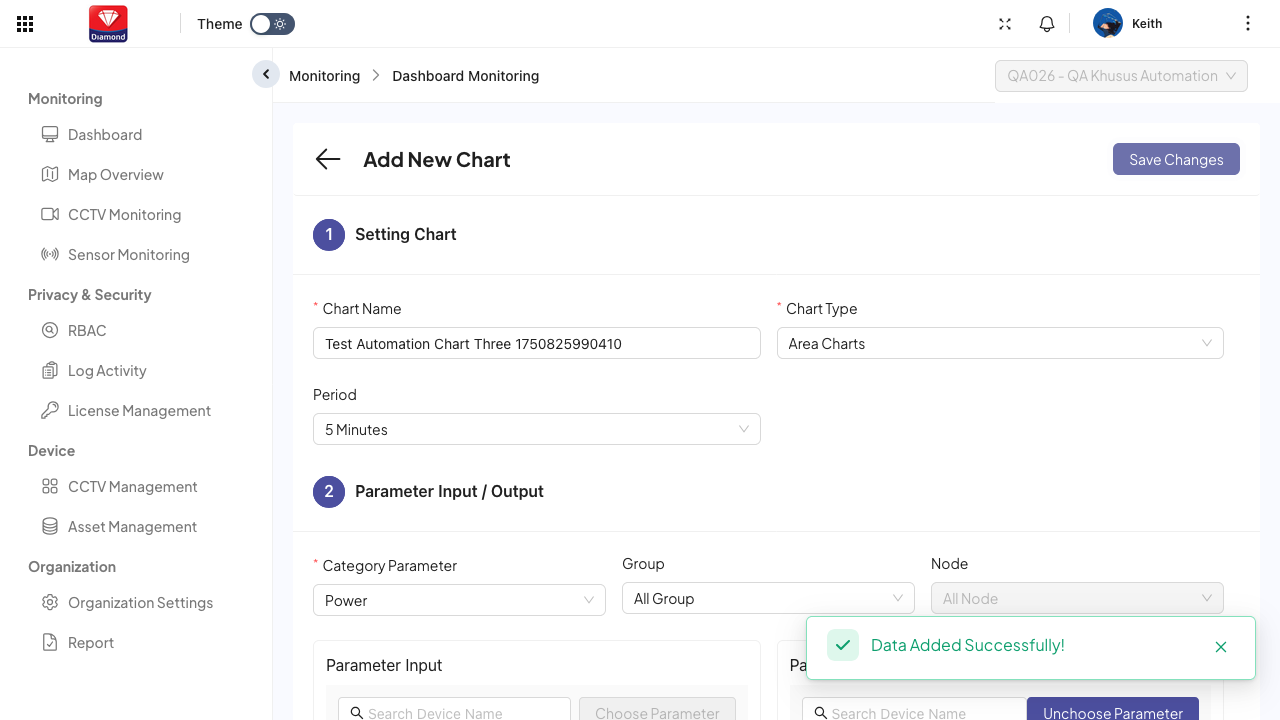 Diamond
Theme
Keith
Monitoring
Dashboard Monitoring
QA026 - QA Khusus Automation
Monitoring
Dashboard
Map Overview
CCTV Monitoring
Sensor Monitoring
Privacy & Security
RBAC
Log Activity
License Management
Device
CCTV Management
Asset Management
Organization
Organization Settings
Report
Add New Chart
Save Changes
1 Setting Chart
* Chart Name
Test Automation Chart Three 1750825990410
* Chart Type
Area Charts
Period
5 Minutes
2 Parameter Input / Output
* Category Parameter
Power
Group
All Group
Node
All Node
Parameter Input
Search Device Name
Choose Parameter
Pa
Search Device Name
Unchoose Parameter
Data Added Successfully!